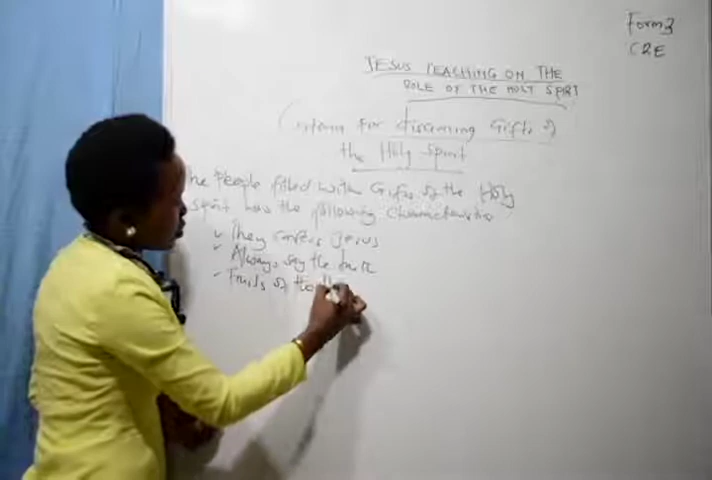 Form 3
CRE
JESUS TEACHING ON THE
ROLE OF THE HOLY SPIRIT
Criteria for discerning Gifts of
the Holy Spirit
he people filled with Gifts of the Holy
Spirit has the following characteristics
They confess Jesus
Always say the truth
Fruits of the